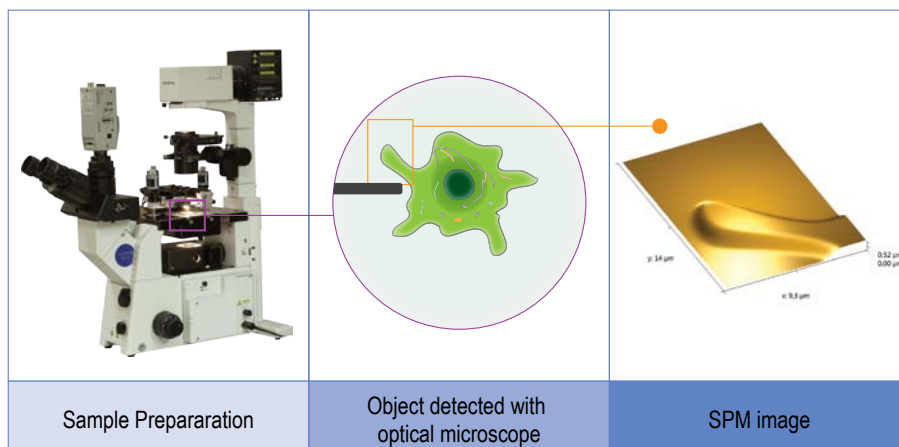 y: 14 µm
x: 9,3 µm
0,52 µm
0,00 µm
Sample Prepararation
Object detected with
optical microscope
SPM image